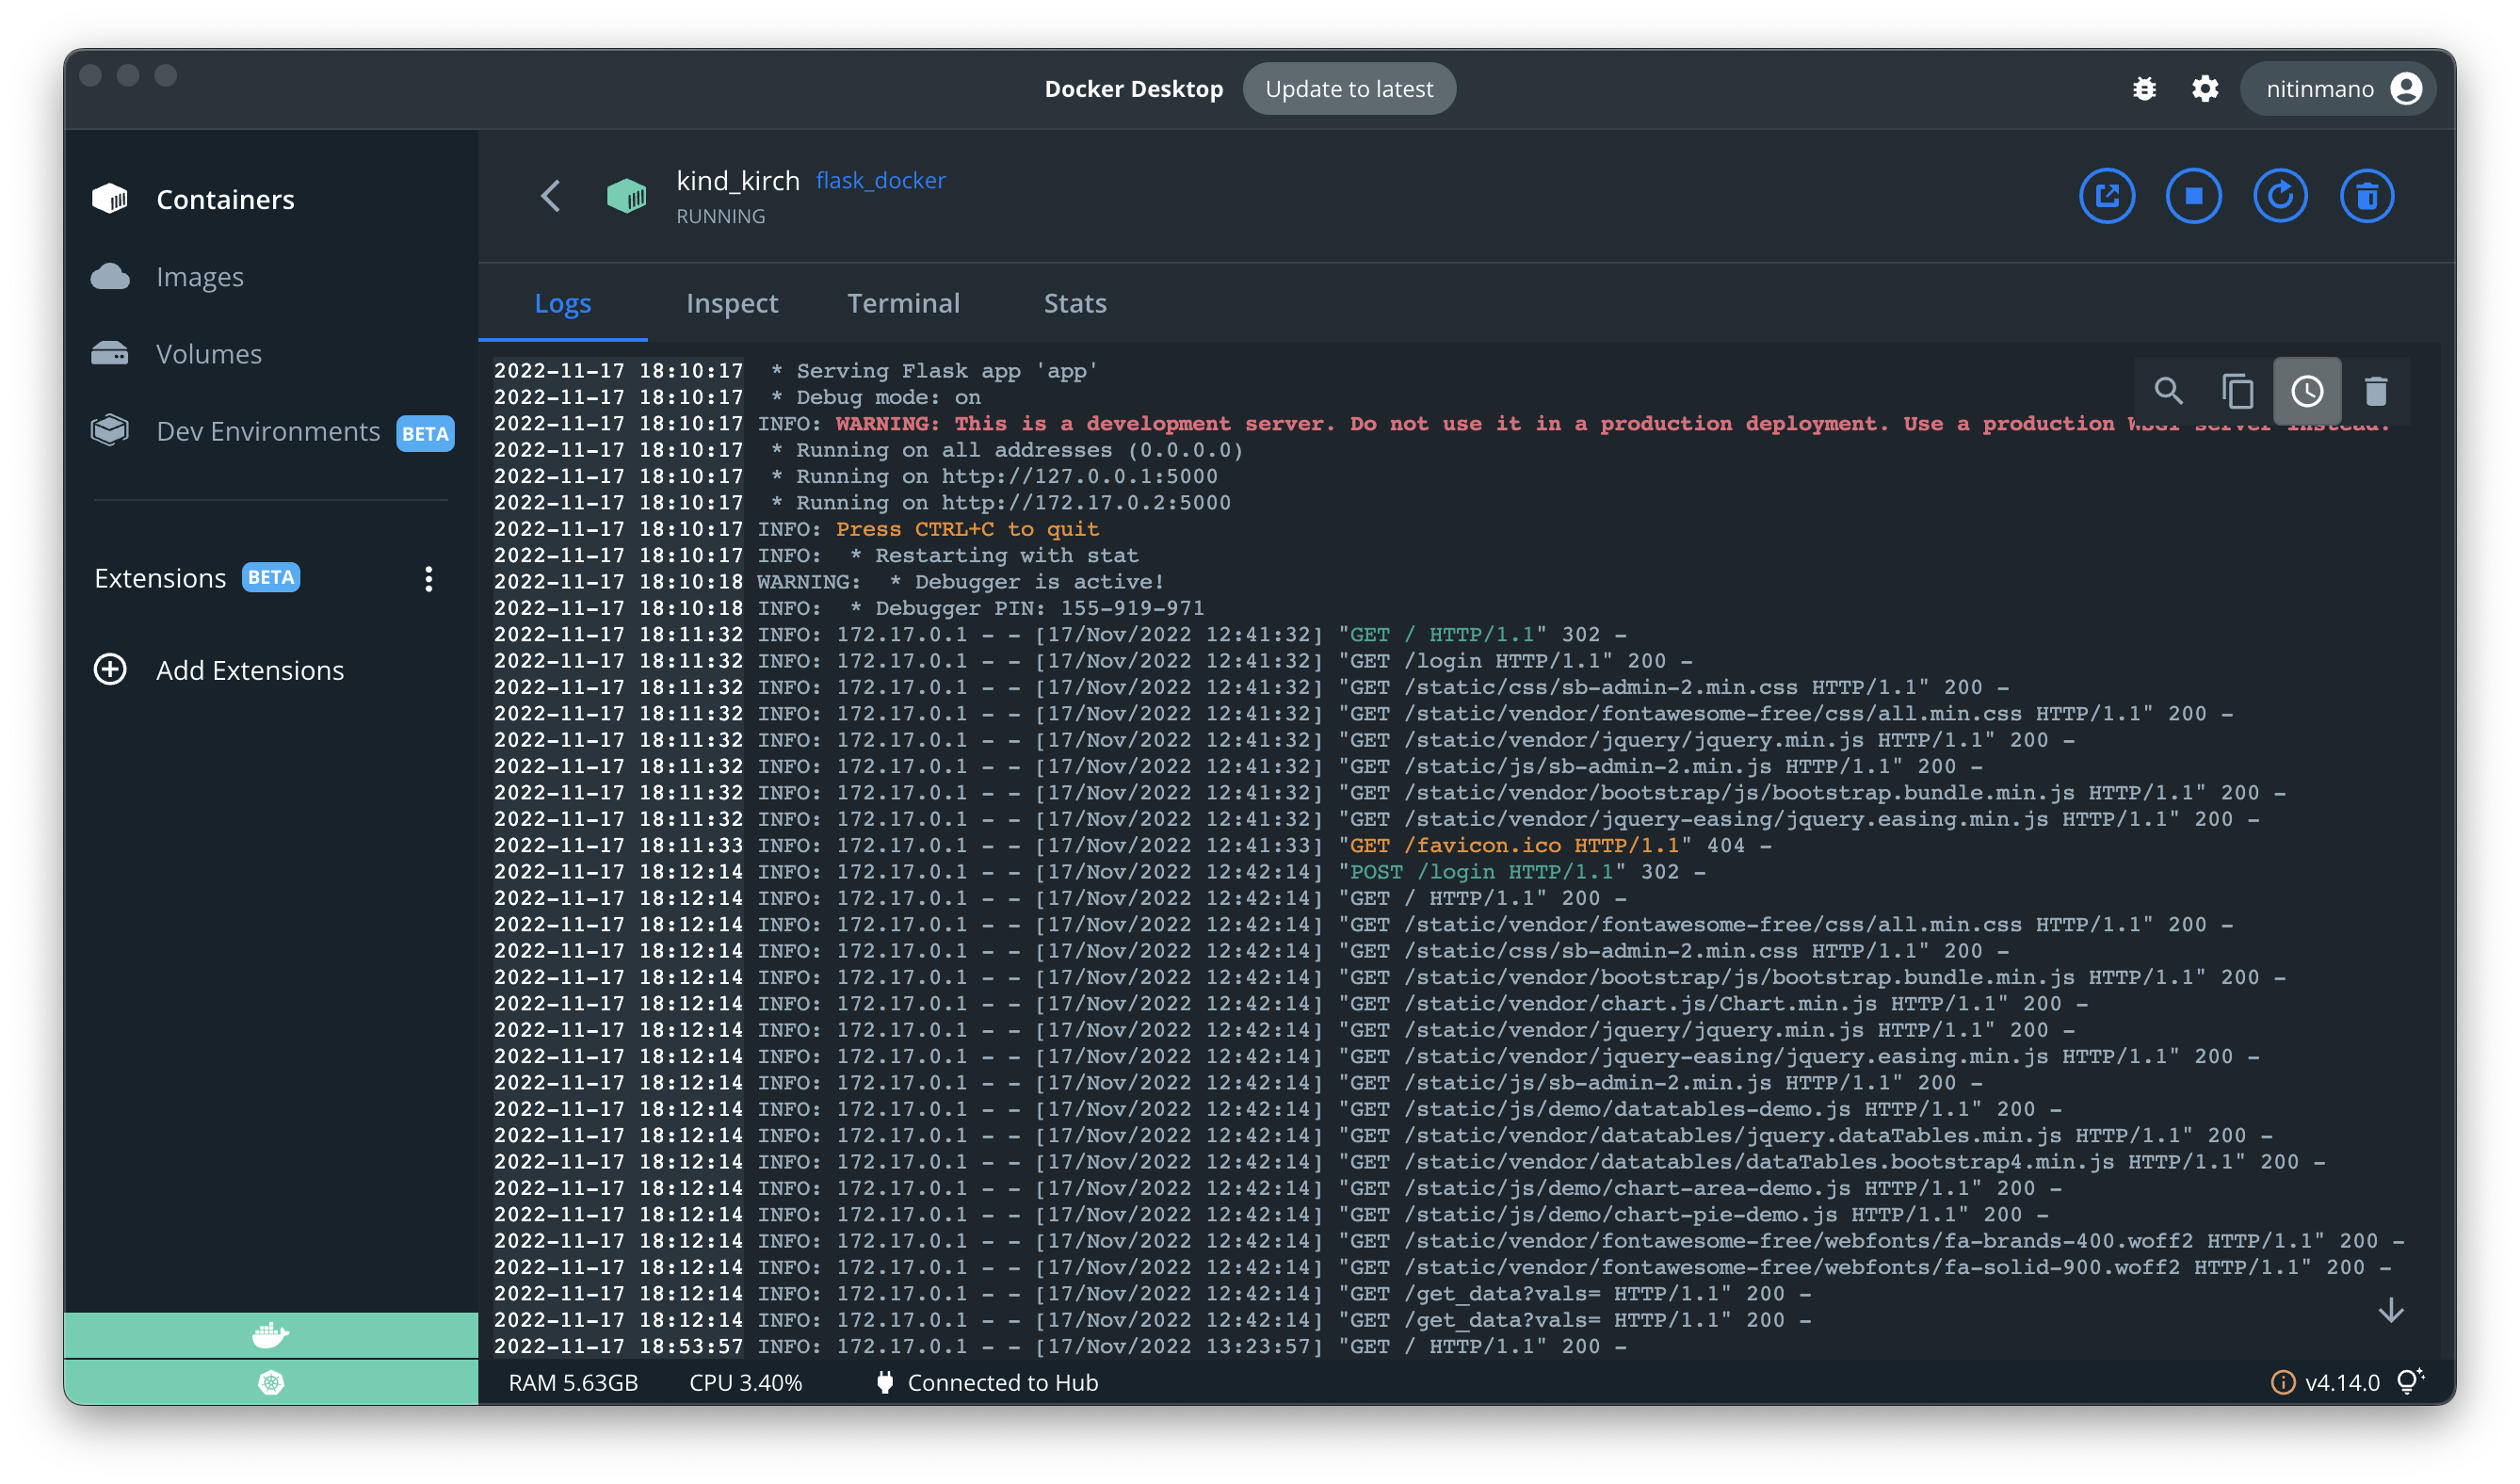 Docker Desktop Update to latest nitinmano
Containers
Images
Volumes
Dev Environments BETA
Extensions BETA
Add Extensions
kind_kirch flask_docker
RUNNING
Logs Inspect Terminal Stats
2022-11-17 18:10:17  * Serving Flask app 'app'
2022-11-17 18:10:17  * Debug mode: on
2022-11-17 18:10:17 INFO: WARNING: This is a development server. Do not use it in a production deployment. Use a production WSGI server instead.
2022-11-17 18:10:17  * Running on all addresses (0.0.0.0)
2022-11-17 18:10:17  * Running on http://127.0.0.1:5000
2022-11-17 18:10:17  * Running on http://172.17.0.2:5000
2022-11-17 18:10:17 INFO: Press CTRL+C to quit
2022-11-17 18:10:17 INFO:  * Restarting with stat
2022-11-17 18:10:18 WARNING:  * Debugger is active!
2022-11-17 18:10:18 INFO:  * Debugger PIN: 155-919-971
2022-11-17 18:11:32 INFO: 172.17.0.1 - - [17/Nov/2022 12:41:32] "GET / HTTP/1.1" 302 -
2022-11-17 18:11:32 INFO: 172.17.0.1 - - [17/Nov/2022 12:41:32] "GET /login HTTP/1.1" 200 -
2022-11-17 18:11:32 INFO: 172.17.0.1 - - [17/Nov/2022 12:41:32] "GET /static/css/sb-admin-2.min.css HTTP/1.1" 200 -
2022-11-17 18:11:32 INFO: 172.17.0.1 - - [17/Nov/2022 12:41:32] "GET /static/vendor/fontawesome-free/css/all.min.css HTTP/1.1" 200 -
2022-11-17 18:11:32 INFO: 172.17.0.1 - - [17/Nov/2022 12:41:32] "GET /static/vendor/jquery/jquery.min.js HTTP/1.1" 200 -
2022-11-17 18:11:32 INFO: 172.17.0.1 - - [17/Nov/2022 12:41:32] "GET /static/js/sb-admin-2.min.js HTTP/1.1" 200 -
2022-11-17 18:11:32 INFO: 172.17.0.1 - - [17/Nov/2022 12:41:32] "GET /static/vendor/bootstrap/js/bootstrap.bundle.min.js HTTP/1.1" 200 -
2022-11-17 18:11:32 INFO: 172.17.0.1 - - [17/Nov/2022 12:41:32] "GET /static/vendor/jquery-easing/jquery.easing.min.js HTTP/1.1" 200 -
2022-11-17 18:11:33 INFO: 172.17.0.1 - - [17/Nov/2022 12:41:33] "GET /favicon.ico HTTP/1.1" 404 -
2022-11-17 18:12:14 INFO: 172.17.0.1 - - [17/Nov/2022 12:42:14] "POST /login HTTP/1.1" 302 -
2022-11-17 18:12:14 INFO: 172.17.0.1 - - [17/Nov/2022 12:42:14] "GET / HTTP/1.1" 200 -
2022-11-17 18:12:14 INFO: 172.17.0.1 - - [17/Nov/2022 12:42:14] "GET /static/vendor/fontawesome-free/css/all.min.css HTTP/1.1" 200 -
2022-11-17 18:12:14 INFO: 172.17.0.1 - - [17/Nov/2022 12:42:14] "GET /static/css/sb-admin-2.min.css HTTP/1.1" 200 -
2022-11-17 18:12:14 INFO: 172.17.0.1 - - [17/Nov/2022 12:42:14] "GET /static/vendor/bootstrap/js/bootstrap.bundle.min.js HTTP/1.1" 200 -
2022-11-17 18:12:14 INFO: 172.17.0.1 - - [17/Nov/2022 12:42:14] "GET /static/vendor/chart.js/Chart.min.js HTTP/1.1" 200 -
2022-11-17 18:12:14 INFO: 172.17.0.1 - - [17/Nov/2022 12:42:14] "GET /static/vendor/jquery/jquery.min.js HTTP/1.1" 200 -
2022-11-17 18:12:14 INFO: 172.17.0.1 - - [17/Nov/2022 12:42:14] "GET /static/vendor/jquery-easing/jquery.easing.min.js HTTP/1.1" 200 -
2022-11-17 18:12:14 INFO: 172.17.0.1 - - [17/Nov/2022 12:42:14] "GET /static/js/sb-admin-2.min.js HTTP/1.1" 200 -
2022-11-17 18:12:14 INFO: 172.17.0.1 - - [17/Nov/2022 12:42:14] "GET /static/js/demo/datatables-demo.js HTTP/1.1" 200 -
2022-11-17 18:12:14 INFO: 172.17.0.1 - - [17/Nov/2022 12:42:14] "GET /static/vendor/datatables/jquery.dataTables.min.js HTTP/1.1" 200 -
2022-11-17 18:12:14 INFO: 172.17.0.1 - - [17/Nov/2022 12:42:14] "GET /static/vendor/datatables/dataTables.bootstrap4.min.js HTTP/1.1" 200 -
2022-11-17 18:12:14 INFO: 172.17.0.1 - - [17/Nov/2022 12:42:14] "GET /static/js/demo/chart-area-demo.js HTTP/1.1" 200 -
2022-11-17 18:12:14 INFO: 172.17.0.1 - - [17/Nov/2022 12:42:14] "GET /static/js/demo/chart-pie-demo.js HTTP/1.1" 200 -
2022-11-17 18:12:14 INFO: 172.17.0.1 - - [17/Nov/2022 12:42:14] "GET /static/vendor/fontawesome-free/webfonts/fa-brands-400.woff2 HTTP/1.1" 200 -
2022-11-17 18:12:14 INFO: 172.17.0.1 - - [17/Nov/2022 12:42:14] "GET /static/vendor/fontawesome-free/webfonts/fa-solid-900.woff2 HTTP/1.1" 200 -
2022-11-17 18:12:14 INFO: 172.17.0.1 - - [17/Nov/2022 12:42:14] "GET /get_data?vals= HTTP/1.1" 200 -
2022-11-17 18:12:14 INFO: 172.17.0.1 - - [17/Nov/2022 12:42:14] "GET /get_data?vals= HTTP/1.1" 200 -
2022-11-17 18:53:57 INFO: 172.17.0.1 - - [17/Nov/2022 13:23:57] "GET / HTTP/1.1" 200 -
RAM 5.63GB CPU 3.40% Connected to Hub v4.14.0